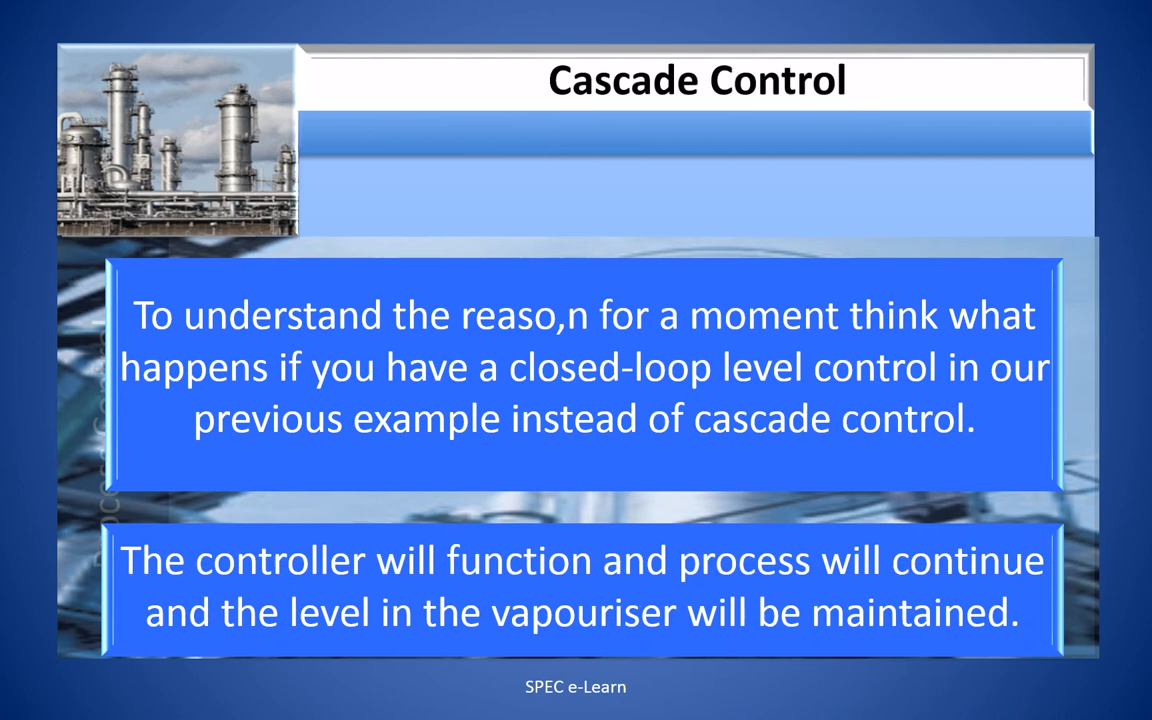 Cascade Control
To understand the reaso,n for a moment think what
happens if you have a closed-loop level control in our
previous example instead of cascade control.
The controller will function and process will continue
and the level in the vapouriser will be maintained.
SPEC e-Learn